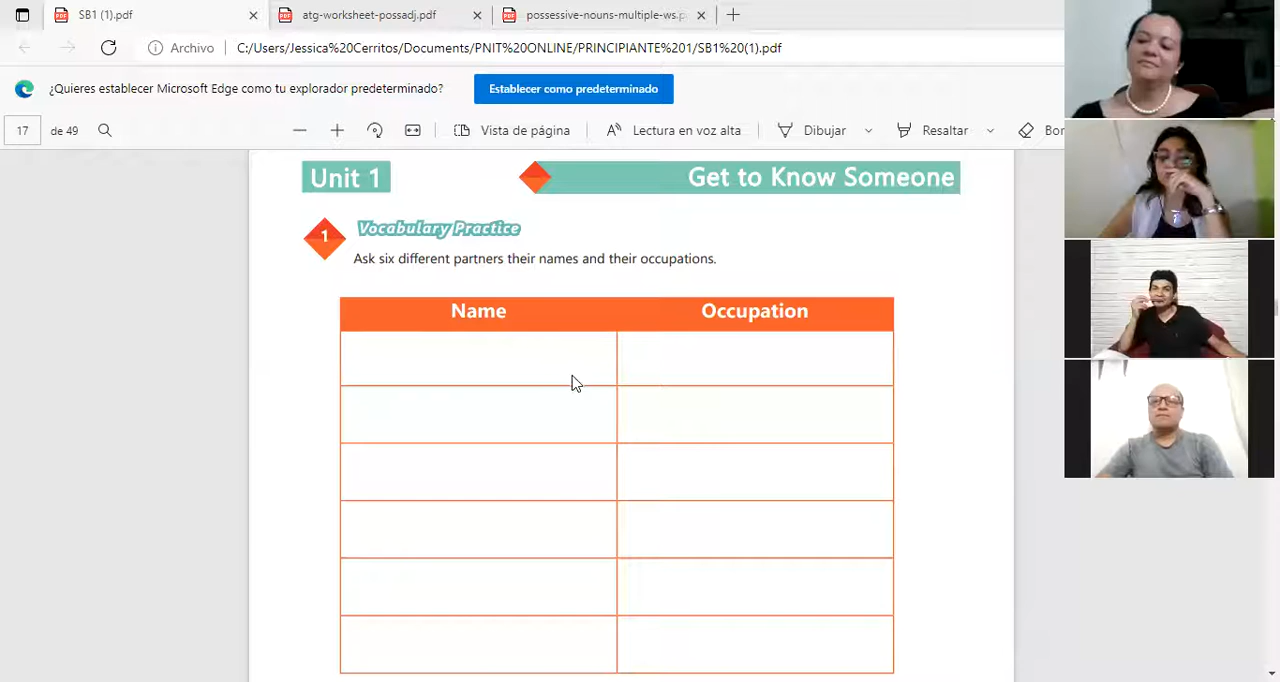 SB1 (1).pdf
atg-worksheet-possadj.pdf
possessive-nouns-multiple-ws.p
Archivo
C:/Users/Jessica%20Cerritos/Documents/PNIT%20ONLINE/PRINCIPIANTE%201/SB1%20(1).pdf
¿Quieres establecer Microsoft Edge como tu explorador predeterminado?
Establecer como predeterminado
17 de 49
Vista de página
Lectura en voz alta
Dibujar
Resaltar
Bor
Unit 1
Get to Know Someone
1 Vocabulary Practice
Ask six different partners their names and their occupations.
Name Occupation